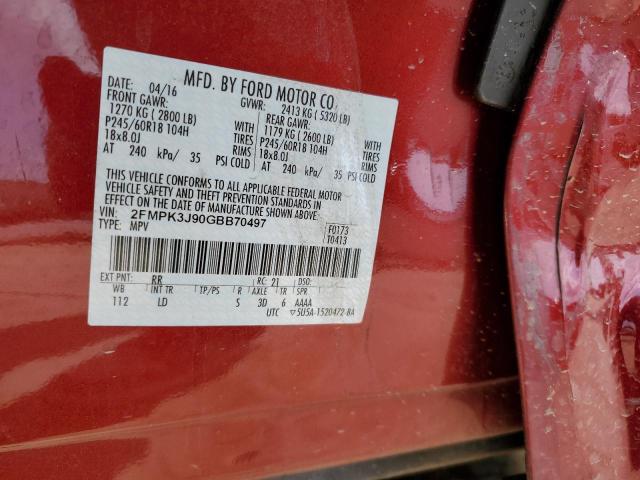 MFD. BY FORD MOTOR CO.
DATE: 04/16 GVWR: 2413 KG ( 5320 LB)
FRONT GAWR: REAR GAWR:
1270 KG ( 2800 LB) 1179 KG ( 2600 LB)
P245/60R18 104H WITH TIRES P245/60R18 104H WITH TIRES
18x8.0J RIMS 18x8.0J RIMS
AT 240 kPa/ 35 PSI COLD AT 240 kPa/ 35 PSI COLD
THIS VEHICLE CONFORMS TO ALL APPLICABLE FEDERAL MOTOR
VEHICLE SAFETY AND THEFT PREVENTION STANDARDS IN
EFFECT ON THE DATE OF MANUFACTURE SHOWN ABOVE.
VIN: 2FMPK3J90GBB70497 F0173
TYPE: MPV T0413
EXT PNT: RR RC: 21 DSO:
WB INT TR TP/PS R AXLE TR SPR
112 LD S 3D 6 AAAA
UTC ▽5U5A-1520472-BA